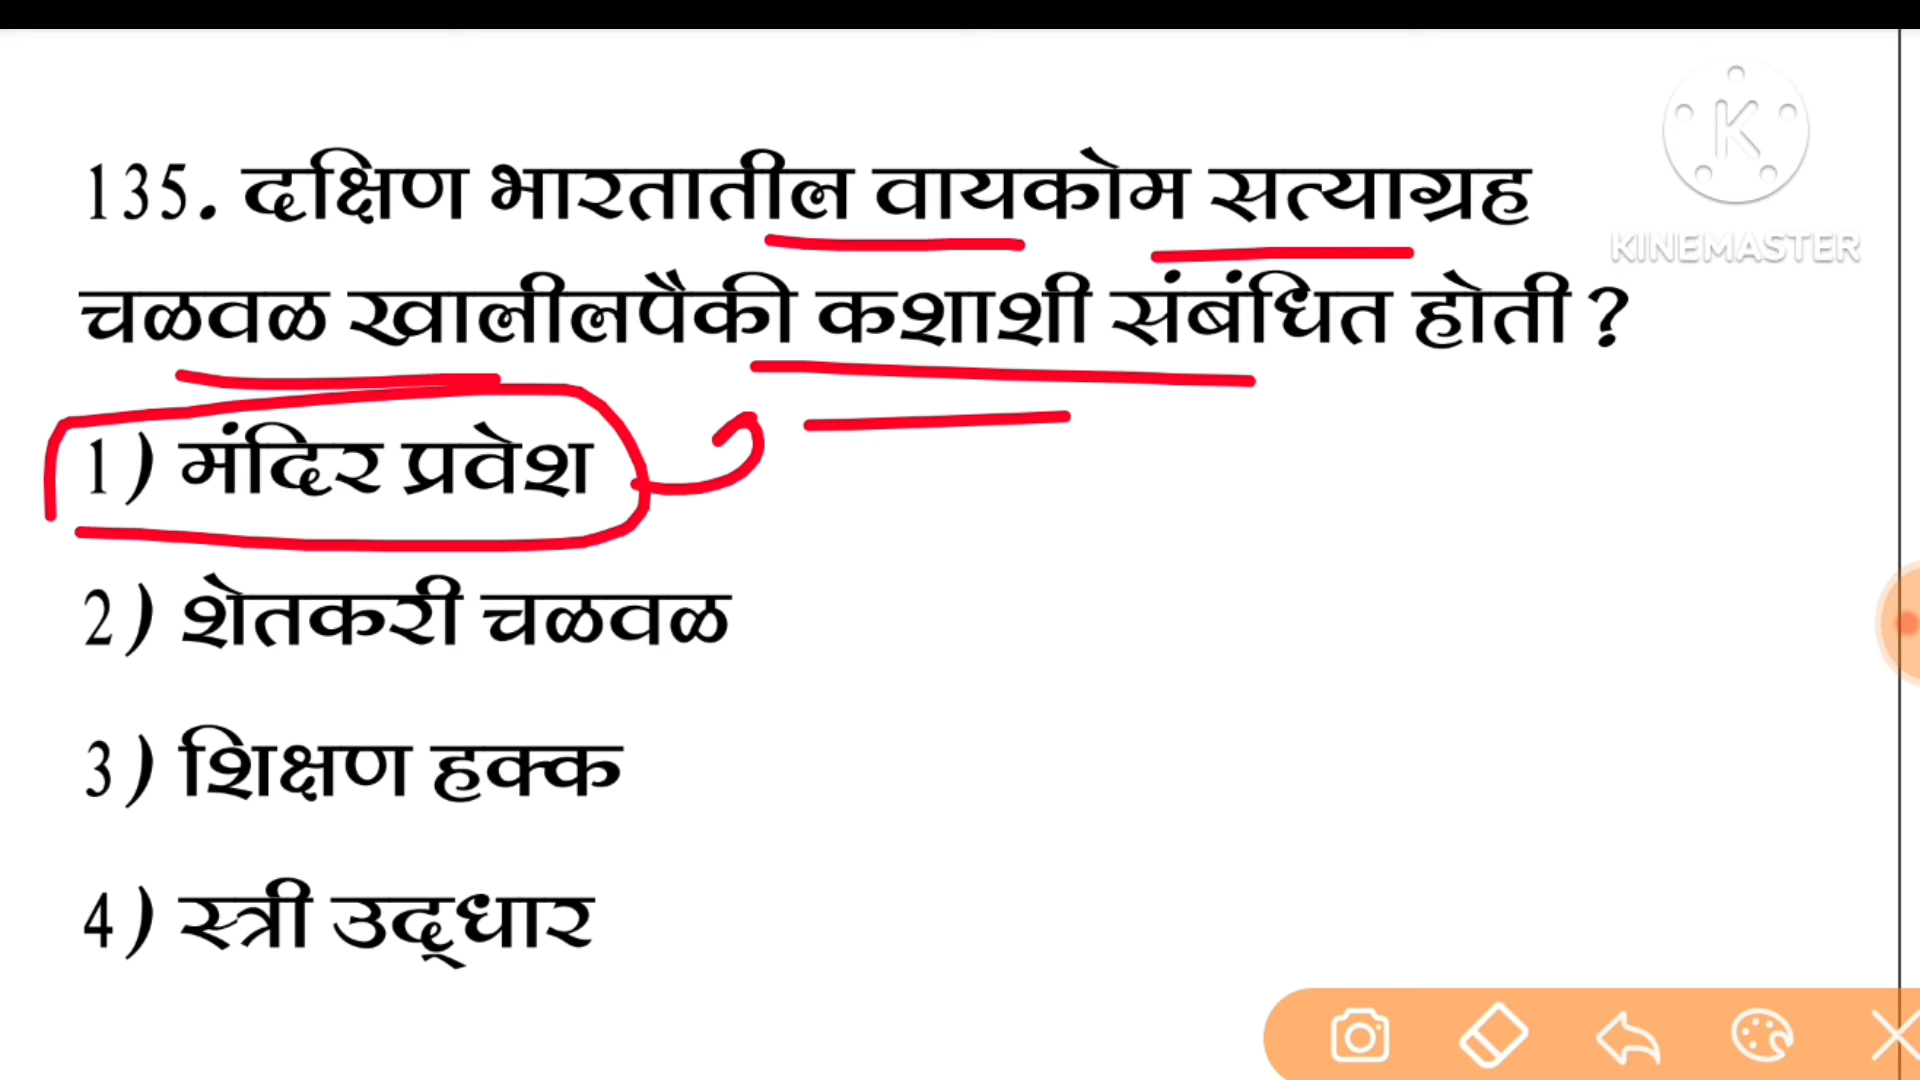 135. दक्षिण भारतातील वायकोम सत्याग्रह
चळवळ खालीलपैकी कशाशी संबंधित होती?
1) मंदिर प्रवेश
2) शेतकरी चळवळ
3) शिक्षण हक्क
4) स्त्री उद्‌धार
K
KINEMASTER